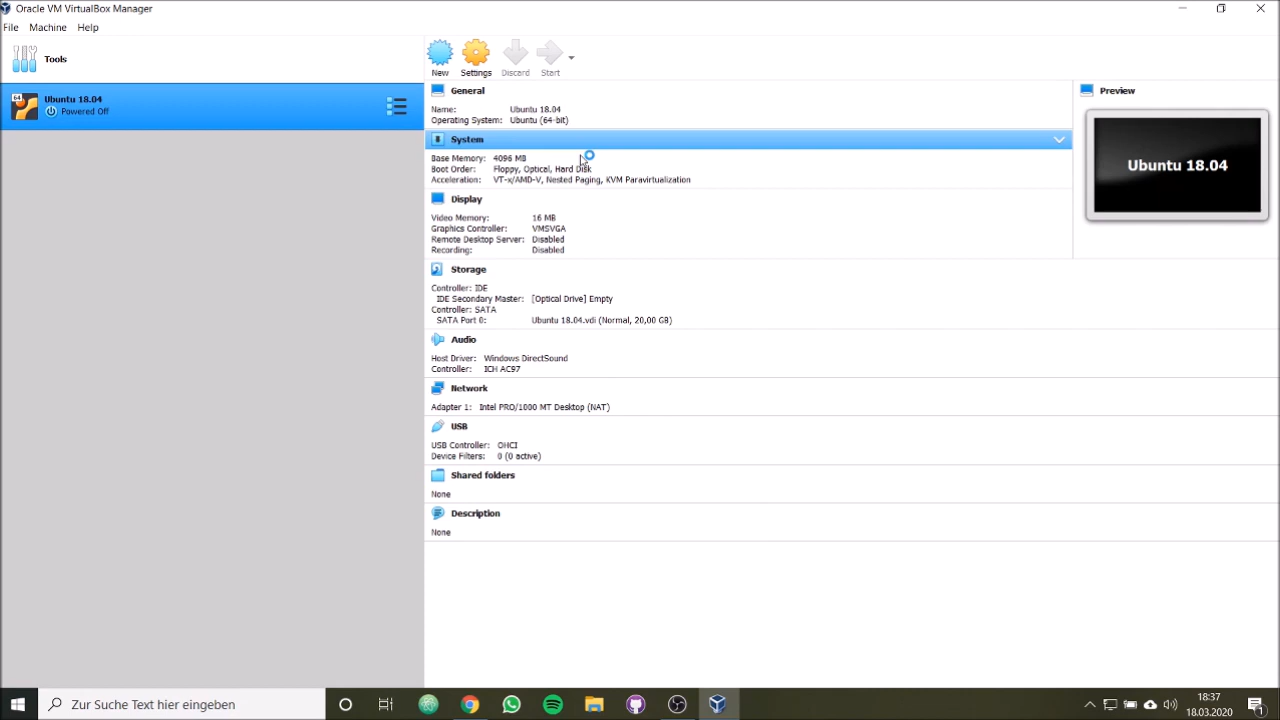 Oracle VM VirtualBox Manager
File Machine Help
Tools
New Settings Discard Start
64 Ubuntu 18.04
Powered Off
General
Name: Ubuntu 18.04
Operating System: Ubuntu (64-bit)
System
Base Memory: 4096 MB
Boot Order: Floppy, Optical, Hard Disk
Acceleration: VT-x/AMD-V, Nested Paging, KVM Paravirtualization
Display
Video Memory: 16 MB
Graphics Controller: VMSVGA
Remote Desktop Server: Disabled
Recording: Disabled
Storage
Controller: IDE
IDE Secondary Master: [Optical Drive] Empty
Controller: SATA
SATA Port 0: Ubuntu 18.04.vdi (Normal, 20,00 GB)
Audio
Host Driver: Windows DirectSound
Controller: ICH AC97
Network
Adapter 1: Intel PRO/1000 MT Desktop (NAT)
USB
USB Controller: OHCI
Device Filters: 0 (0 active)
Shared folders
None
Description
None
Preview
Ubuntu 18.04
Zur Suche Text hier eingeben
18:37
18.03.2020
1